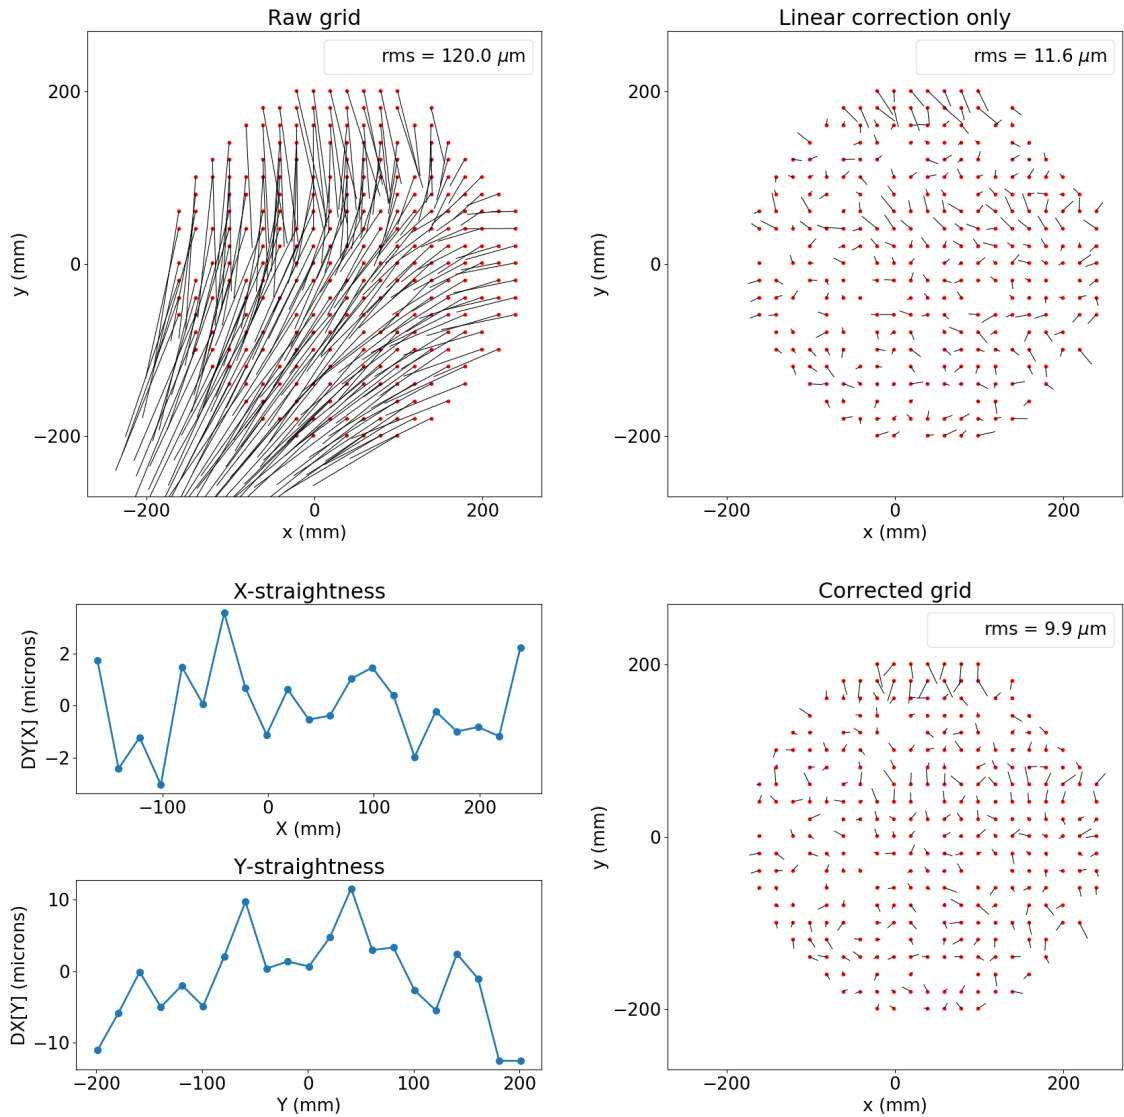 Raw grid
rms = 120.0 μm
200
0
−200
y (mm)
−200
0
200
x (mm)
Linear correction only
rms = 11.6 μm
200
0
−200
y (mm)
−200
0
200
x (mm)
X-straightness
2
0
−2
DY[X] (microns)
−100
0
100
200
X (mm)
Y-straightness
10
0
−10
DX[Y] (microns)
−200
−100
0
100
200
Y (mm)
Corrected grid
rms = 9.9 μm
200
0
−200
y (mm)
−200
0
200
x (mm)